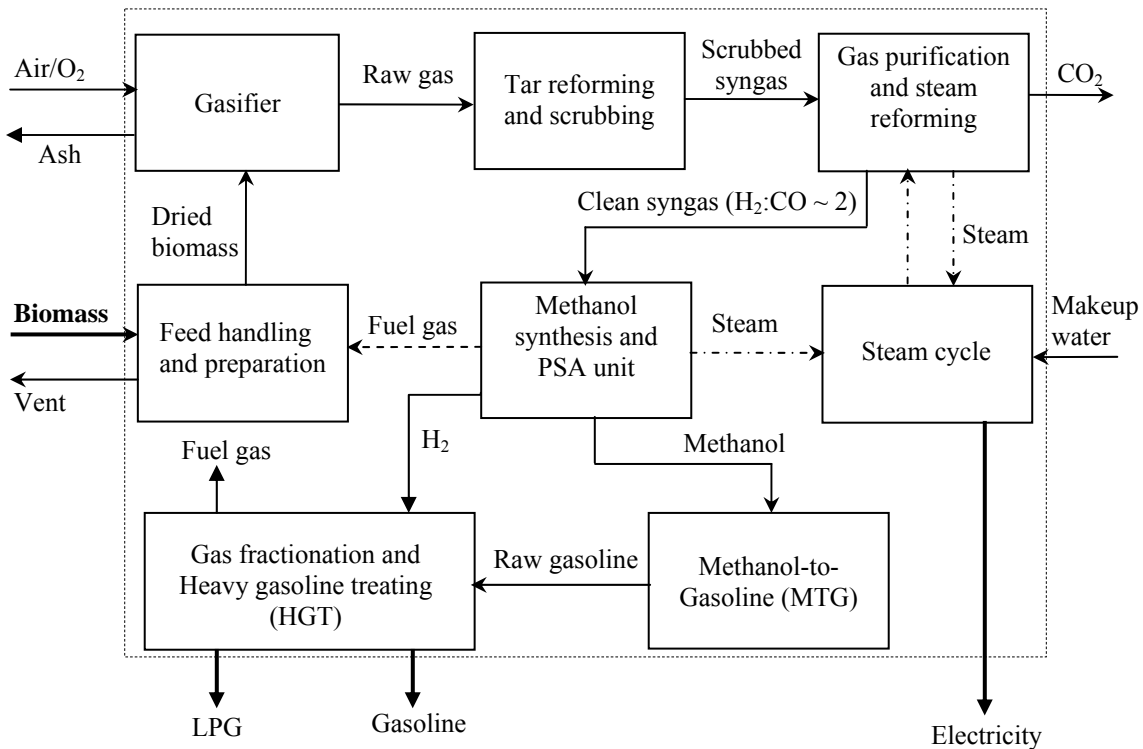 Air/O₂
Ash
Gasifier
Raw gas
Tar reforming
and scrubbing
Scrubbed
syngas
Gas purification
and steam
reforming
CO₂
Dried
biomass
Clean syngas (H₂:CO ~ 2)
Steam
Biomass
Vent
Feed handling
and preparation
Fuel gas
Methanol
synthesis and
PSA unit
Steam
Steam cycle
Makeup
water
Fuel gas
H₂
Methanol
Gas fractionation and
Heavy gasoline treating
(HGT)
Raw gasoline
Methanol-to-
Gasoline (MTG)
LPG
Gasoline
Electricity